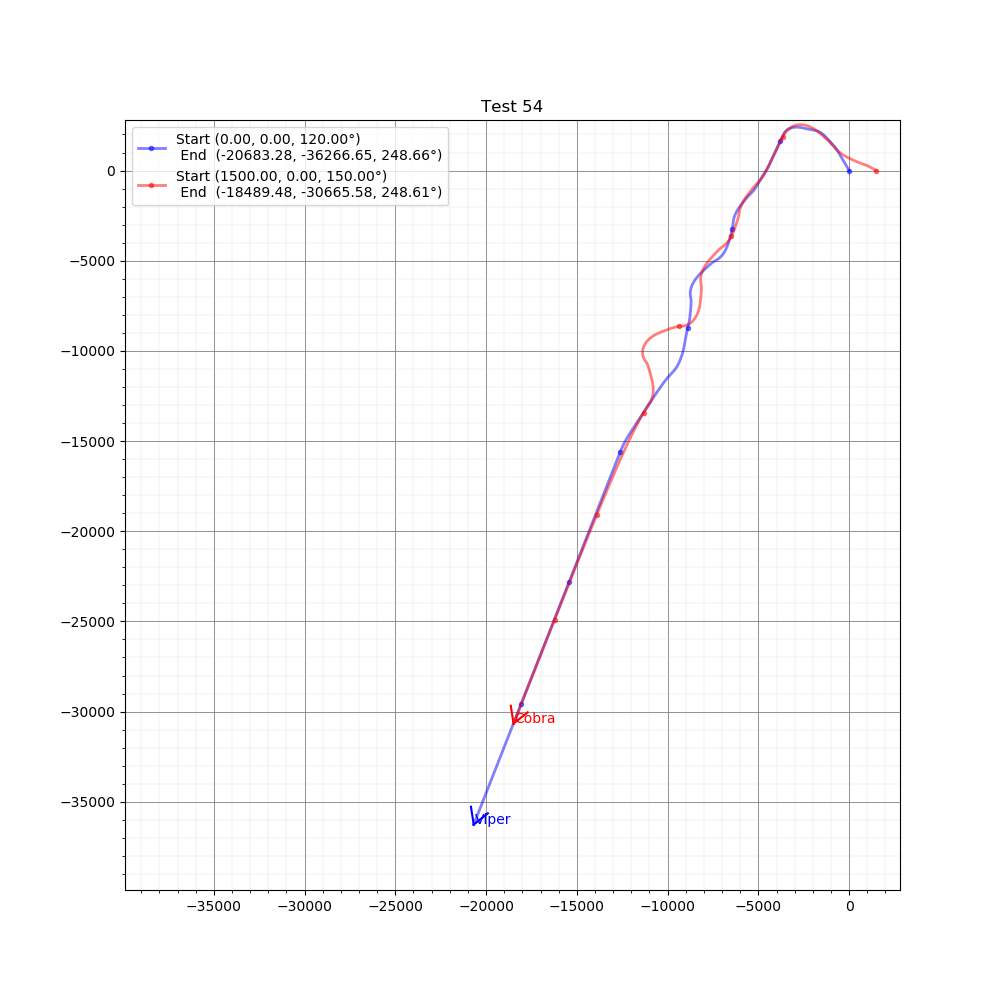 Test 54
Start (0.00, 0.00, 120.00°)
End (-20683.28, -36266.65, 248.66°)
Start (1500.00, 0.00, 150.00°)
End (-18489.48, -30665.58, 248.61°)
0
−5000
−10000
−15000
−20000
−25000
−30000
−35000
Cobra
Viper
−35000 −30000 −25000 −20000 −15000 −10000 −5000 0